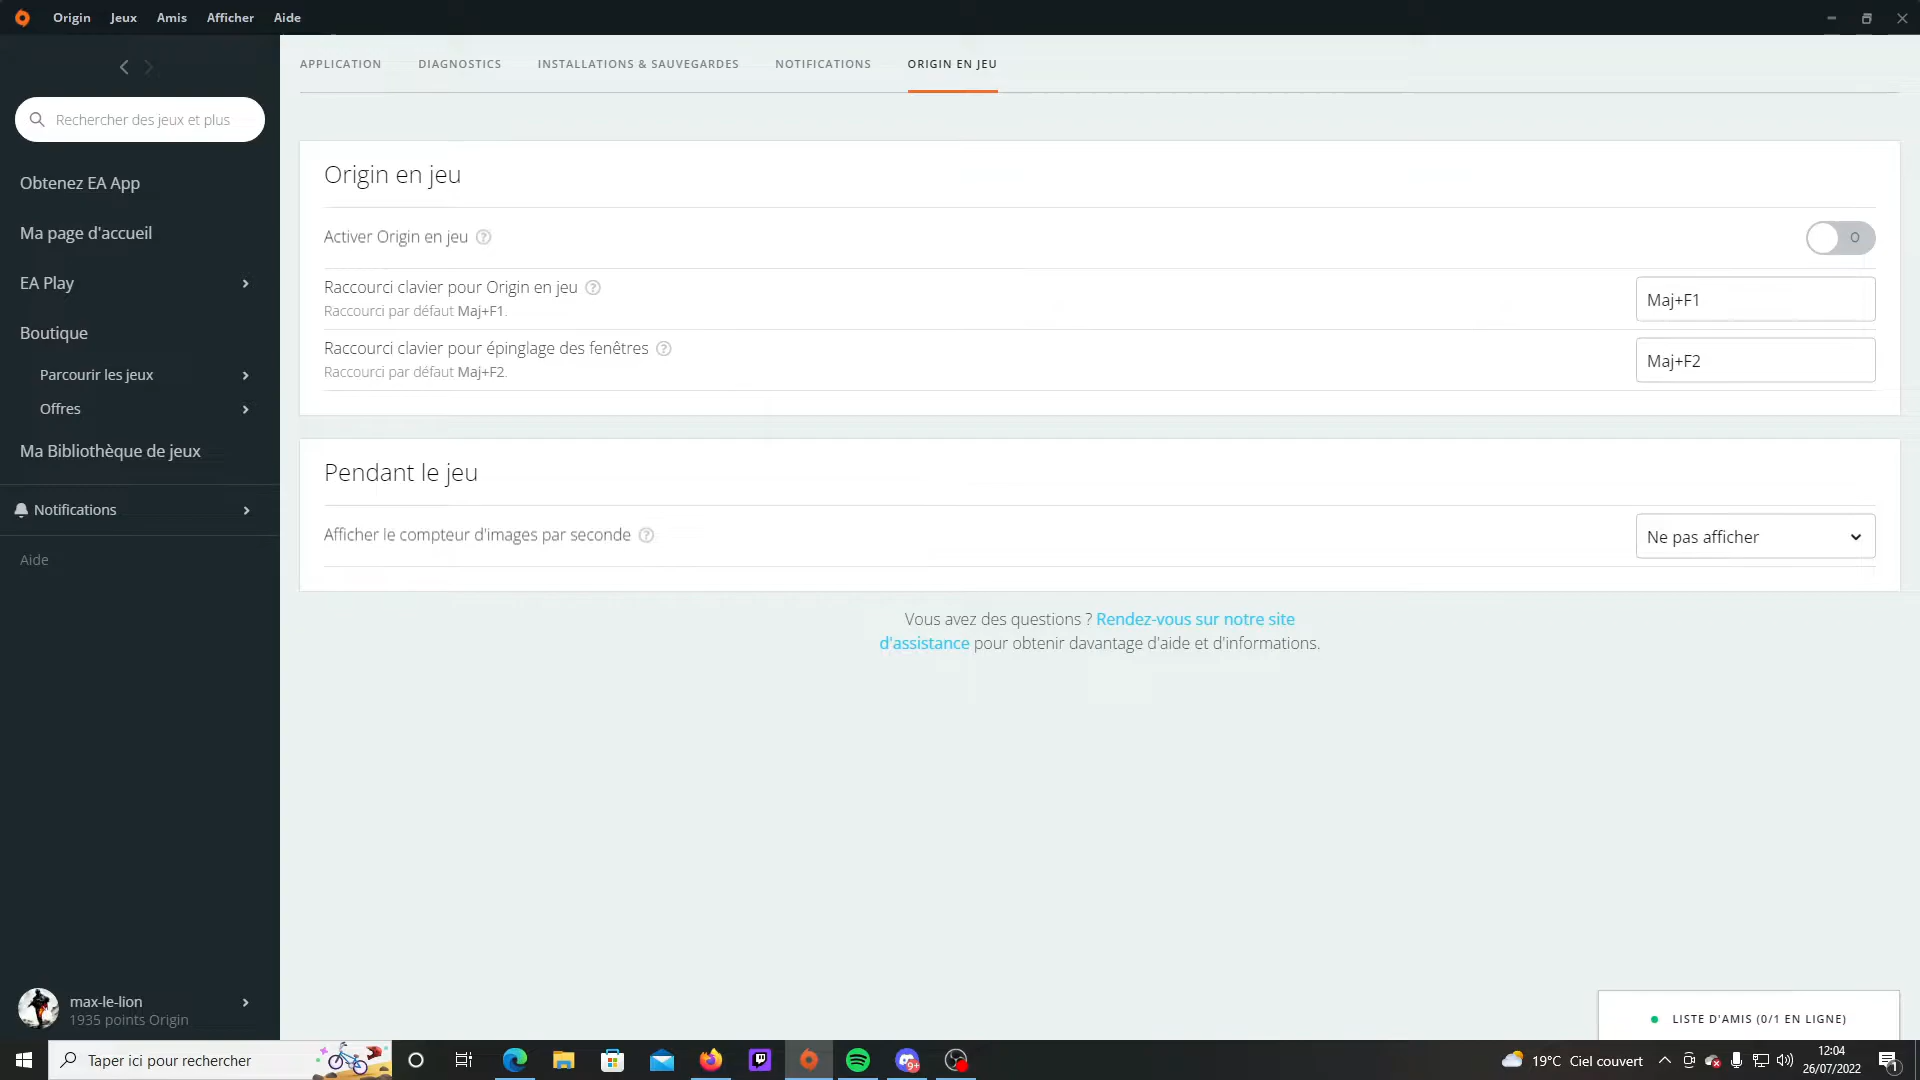 Origin Jeux Amis Afficher Aide
Rechercher des jeux et plus
Obtenez EA App
Ma page d'accueil
EA Play
Boutique
Parcourir les jeux
Offres
Ma Bibliothèque de jeux
Notifications
Aide
max-le-lion
1935 points Origin
APPLICATION DIAGNOSTICS INSTALLATIONS & SAUVEGARDES NOTIFICATIONS ORIGIN EN JEU
Origin en jeu
Activer Origin en jeu ?
O
Raccourci clavier pour Origin en jeu ?
Raccourci par défaut Maj+F1.
Maj+F1
Raccourci clavier pour épinglage des fenêtres ?
Raccourci par défaut Maj+F2.
Maj+F2
Pendant le jeu
Afficher le compteur d'images par seconde ?
Ne pas afficher
Vous avez des questions ? Rendez-vous sur notre site
d'assistance pour obtenir davantage d'aide et d'informations.
LISTE D'AMIS (0/1 EN LIGNE)
Taper ici pour rechercher
9+
19°C Ciel couvert
12:04
26/07/2022
1